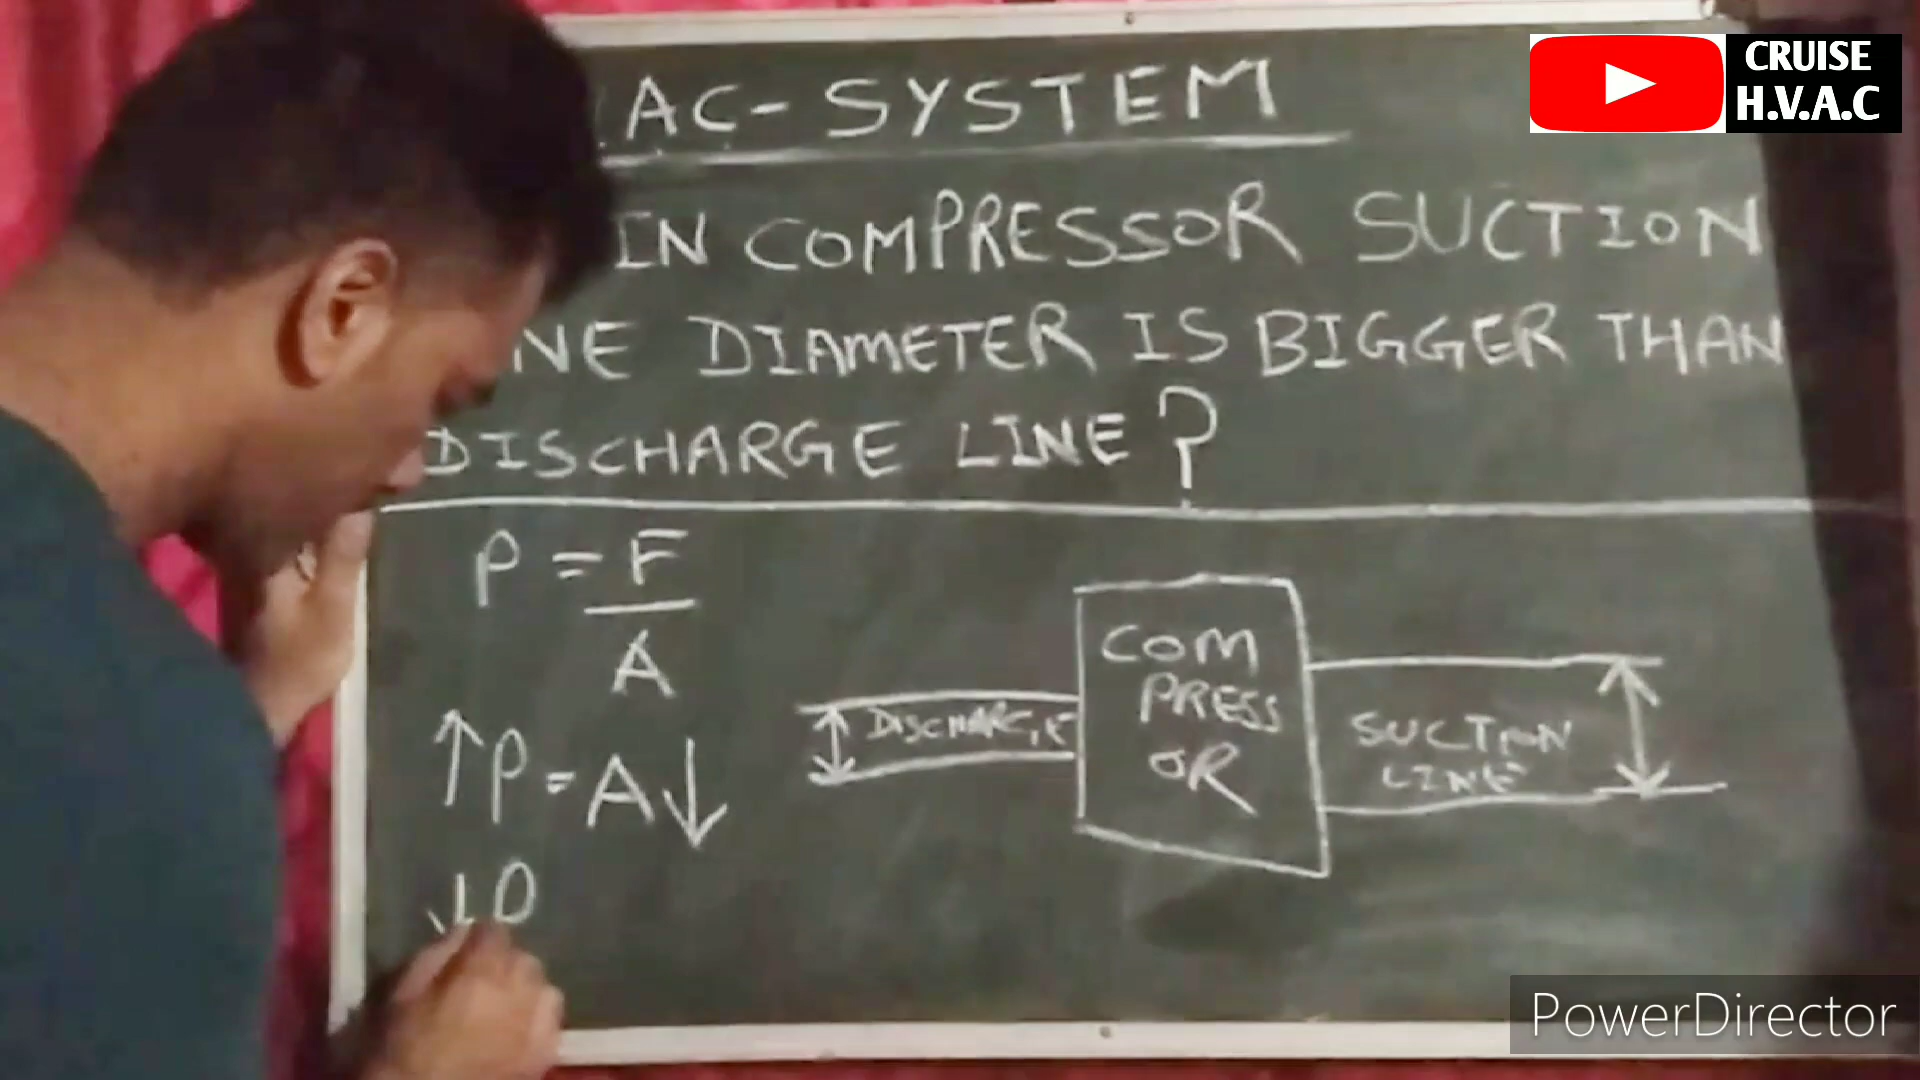 AC-SYSTEM
IN COMPRESSOR SUCTION
NE DIAMETER IS BIGGER THAN
DISCHARGE LINE?
P = F
A
↑P=A↓
↓P
COM
PRESS
OR
DISCHARGE
SUCTION
LINE
CRUISE
H.V.A.C
PowerDirector